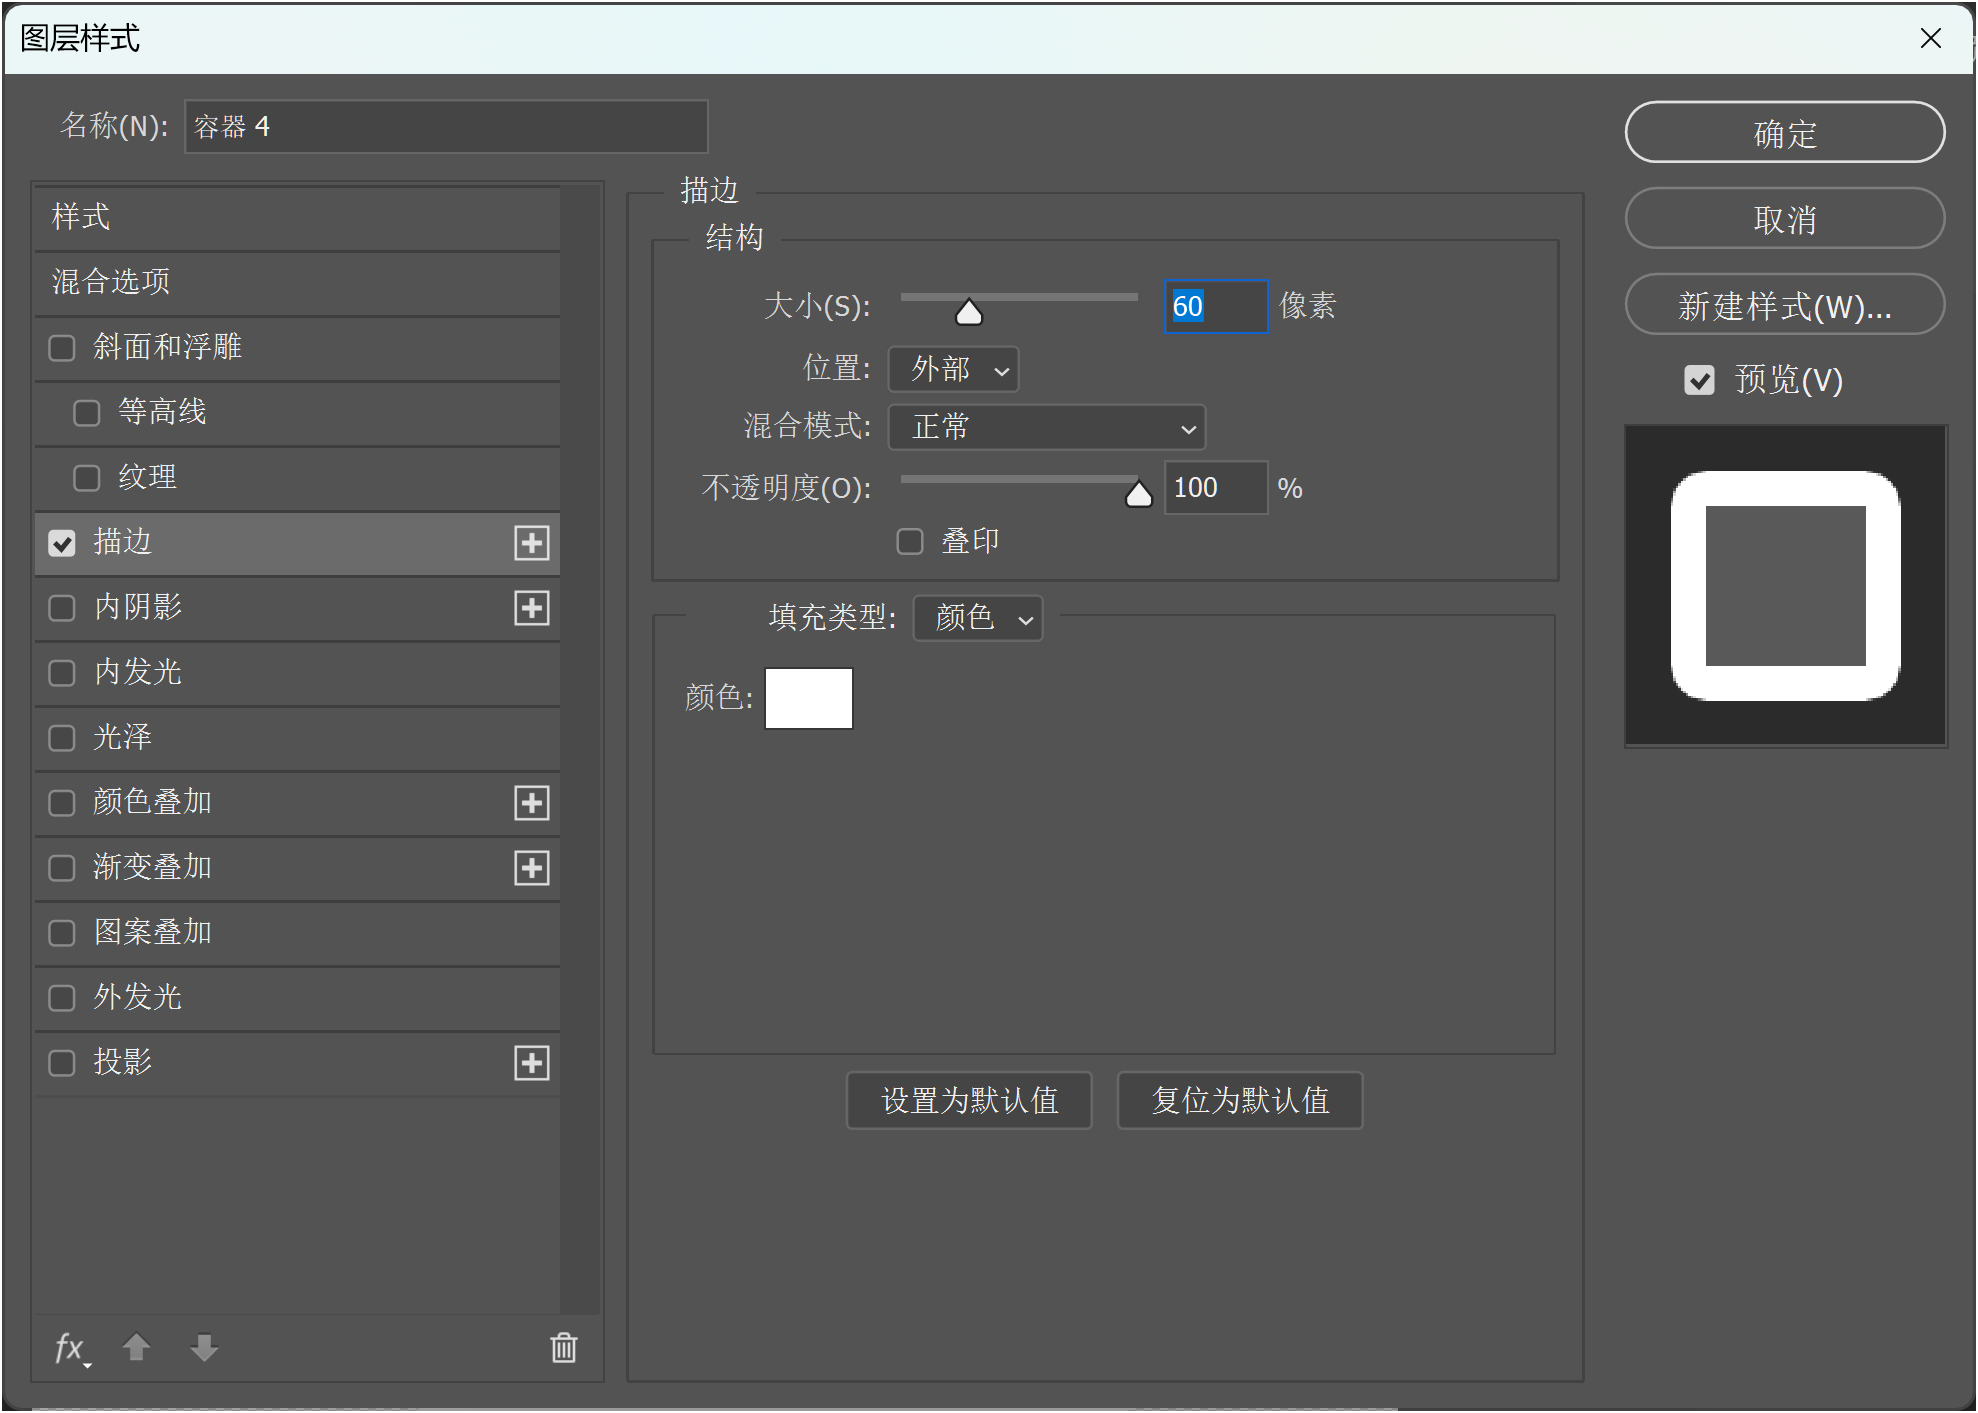 图层样式
名称(N): 容器 4
样式
混合选项
斜面和浮雕
等高线
纹理
描边
内阴影
内发光
光泽
颜色叠加
渐变叠加
图案叠加
外发光
投影
fx
描边
结构
大小(S): 60 像素
位置: 外部
混合模式: 正常
不透明度(O): 100 %
叠印
填充类型: 颜色
颜色:
设置为默认值 复位为默认值
确定
取消
新建样式(W)...
预览(V)